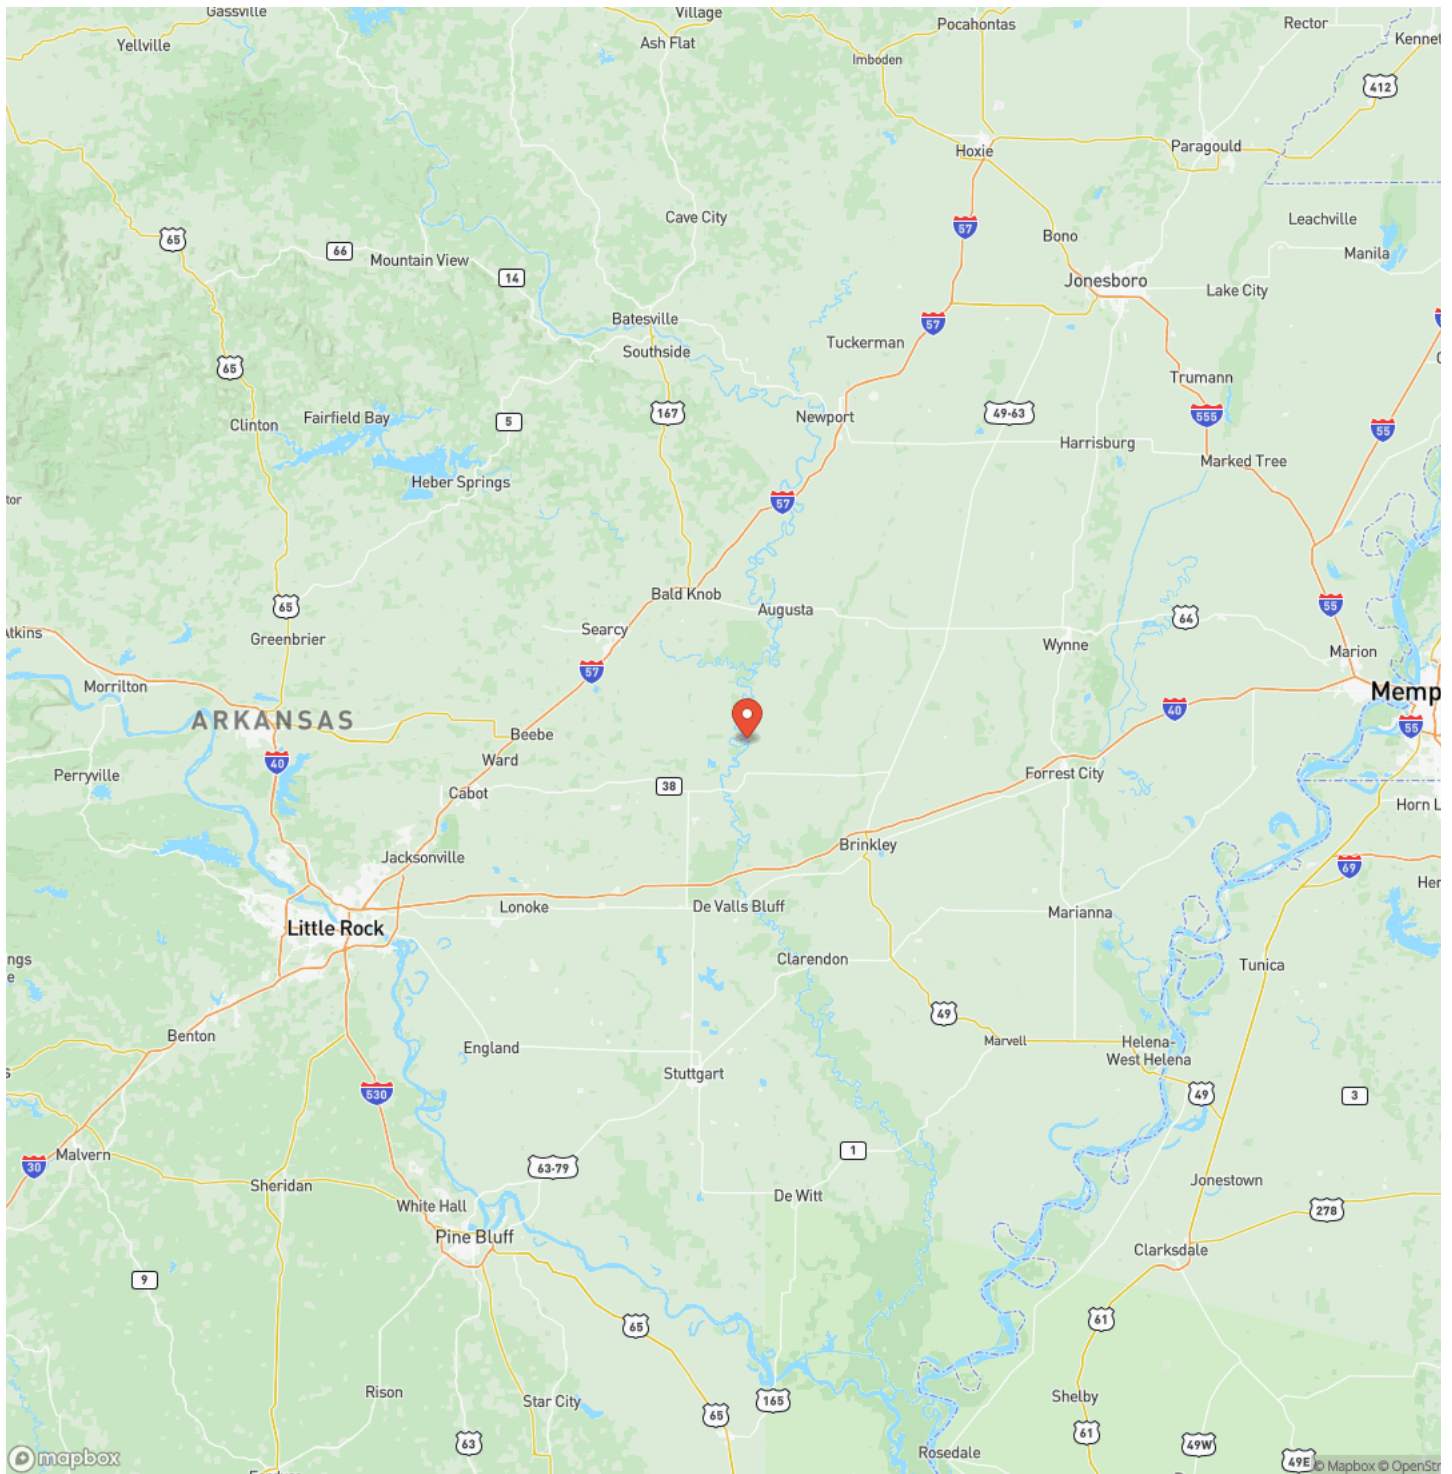 Gassville
Village
Pocahontas
Rector
Yellville
Ash Flat
Kennet
Imboden
412
Hoxie
Paragould
Cave City
57
Leachville
65
66
Bono
Manila
Mountain View
14
Jonesboro
Lake City
Batesville
57
Southside
Tuckerman
65
Trumann
Fairfield Bay
167
Newport
49-63
555
Clinton
5
55
Harrisburg
Marked Tree
Heber Springs
tor
57
Bald Knob
65
Augusta
55
64
Searcy
Atkins
Greenbrier
Wynne
Marion
57
Morrilton
Memp
ARKANSAS
40
55
Beebe
40
Ward
Perryville
38
Forrest City
Cabot
Horn L
Brinkley
Jacksonville
69
Her
Lonoke
De Valls Bluff
Marianna
Little Rock
ngs
Clarendon
Tunica
e
49
Benton
England
Marvell
Helena-
West Helena
Stuttgart
530
49
3
Malvern
1
30
63-79
Sheridan
De Witt
Jonestown
White Hall
278
Pine Bluff
Clarksdale
9
65
61
Rison
Shelby
Star City
165
65
61
63
49W
Rosedale
49E
mapbox
© Mapbox © OpenStr